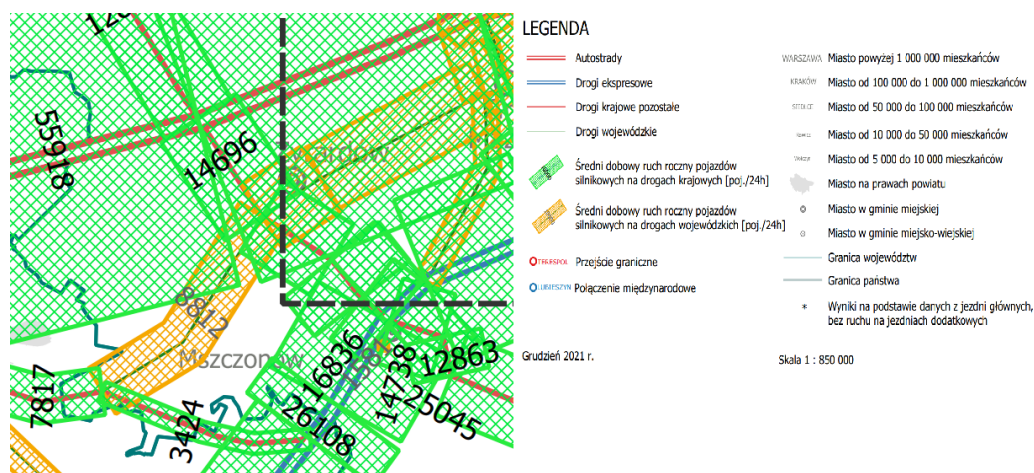 55918
14696
8812
Mszczonów
7817
3424
16836
26108
14738
12863
25045
LEGENDA
Autostrady
Drogi ekspresowe
Drogi krajowe pozostałe
Drogi wojewódzkie
Średni dobowy ruch roczny pojazdów
silnikowych na drogach krajowych [poj./24h]
Średni dobowy ruch roczny pojazdów
silnikowych na drogach wojewódzkich [poj./24h]
TERESPOL Przejście graniczne
LUBIESZYN Połączenie międzynarodowe
Grudzień 2021 r.
WARSZAWA Miasto powyżej 1 000 000 mieszkańców
KRAKÓW Miasto od 100 000 do 1 000 000 mieszkańców
SIEDLCE Miasto od 50 000 do 100 000 mieszkańców
Miasto od 10 000 do 50 000 mieszkańców
Miasto od 5 000 do 10 000 mieszkańców
Miasto na prawach powiatu
Miasto w gminie miejskiej
Miasto w gminie miejsko-wiejskiej
Granica województw
Granica państwa
* Wyniki na podstawie danych z jezdni głównych,
bez ruchu na jezdniach dodatkowych
Skala 1 : 850 000